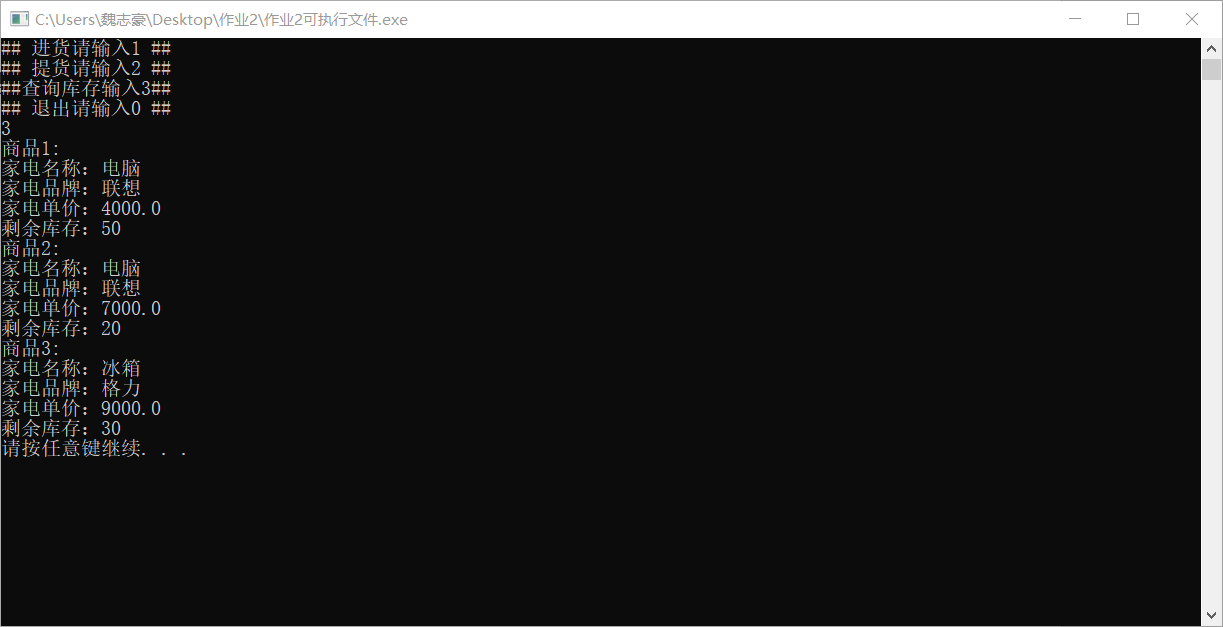 C:\Users\魏志豪\Desktop\作业2\作业2可执行文件.exe
## 进货请输入1 ##
## 提货请输入2 ##
##查询库存输入3##
## 退出请输入0 ##
3
商品1:
家电名称：电脑
家电品牌：联想
家电单价：4000.0
剩余库存：50
商品2:
家电名称：电脑
家电品牌：联想
家电单价：7000.0
剩余库存：20
商品3:
家电名称：冰箱
家电品牌：格力
家电单价：9000.0
剩余库存：30
请按任意键继续. . .